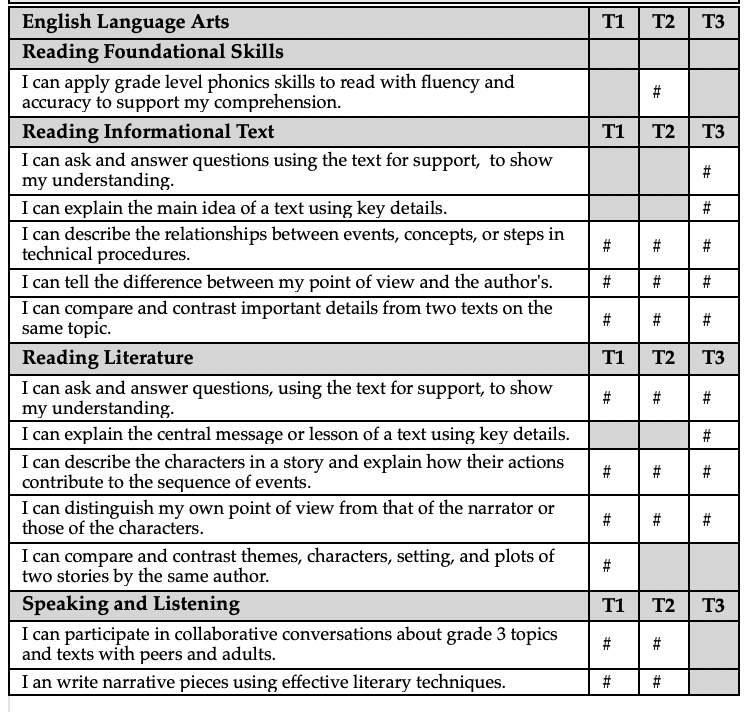 English Language Arts T1 T2 T3
Reading Foundational Skills
I can apply grade level phonics skills to read with fluency and
accuracy to support my comprehension. #
Reading Informational Text T1 T2 T3
I can ask and answer questions using the text for support,  to show
my understanding. #
I can explain the main idea of a text using key details. #
I can describe the relationships between events, concepts, or steps in
technical procedures. # # #
I can tell the difference between my point of view and the author's. # # #
I can compare and contrast important details from two texts on the
same topic. # # #
Reading Literature T1 T2 T3
I can ask and answer questions, using the text for support, to show
my understanding. # # #
I can explain the central message or lesson of a text using key details. #
I can describe the characters in a story and explain how their actions
contribute to the sequence of events. # # #
I can distinguish my own point of view from that of the narrator or
those of the characters. # # #
I can compare and contrast themes, characters, setting, and plots of
two stories by the same author. #
Speaking and Listening T1 T2 T3
I can participate in collaborative conversations about grade 3 topics
and texts with peers and adults. # #
I an write narrative pieces using effective literary techniques. # #